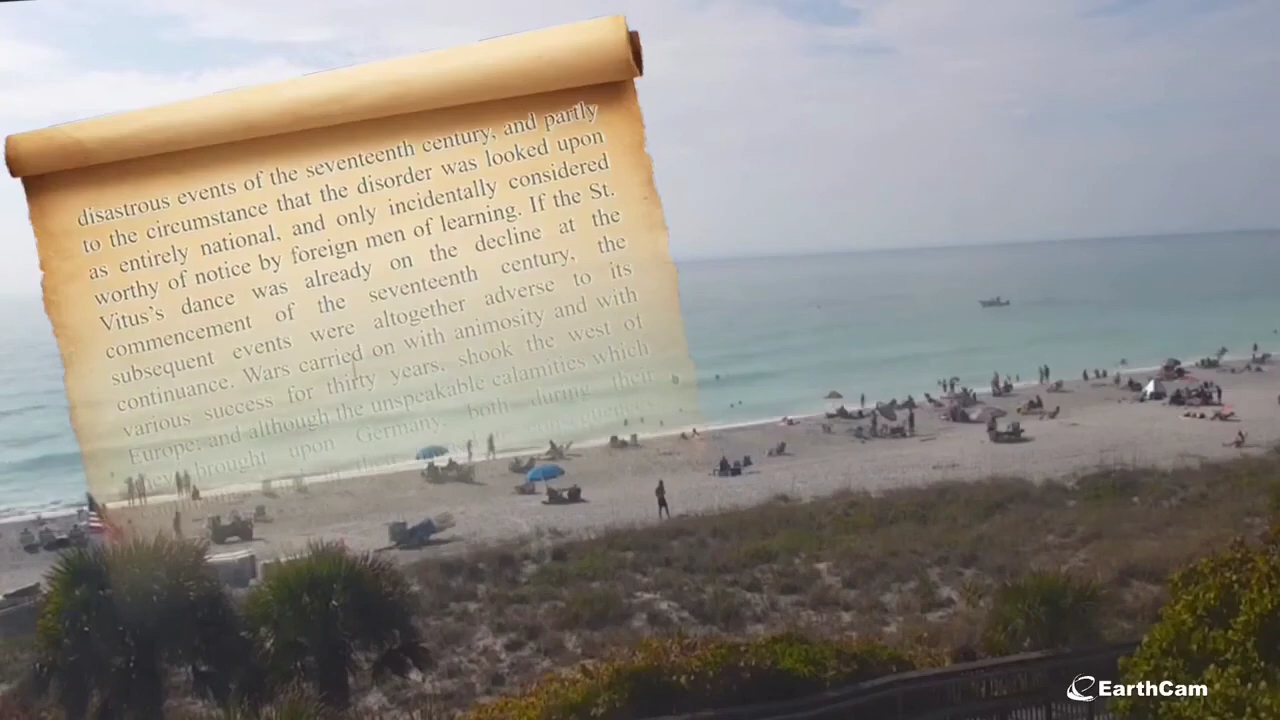 disastrous events of the seventeenth century, and partly
to the circumstance that the disorder was looked upon
as entirely national, and only incidentally considered
worthy of notice by foreign men of learning. If the St.
Vitus's dance was already on the decline at the
commencement of the seventeenth century, the
subsequent events were altogether adverse to its
continuance. Wars carried on with animosity and with
various success for thirty years, shook the west of
Europe; and although the unspeakable calamities which
they brought upon Germany, both during their
EarthCam